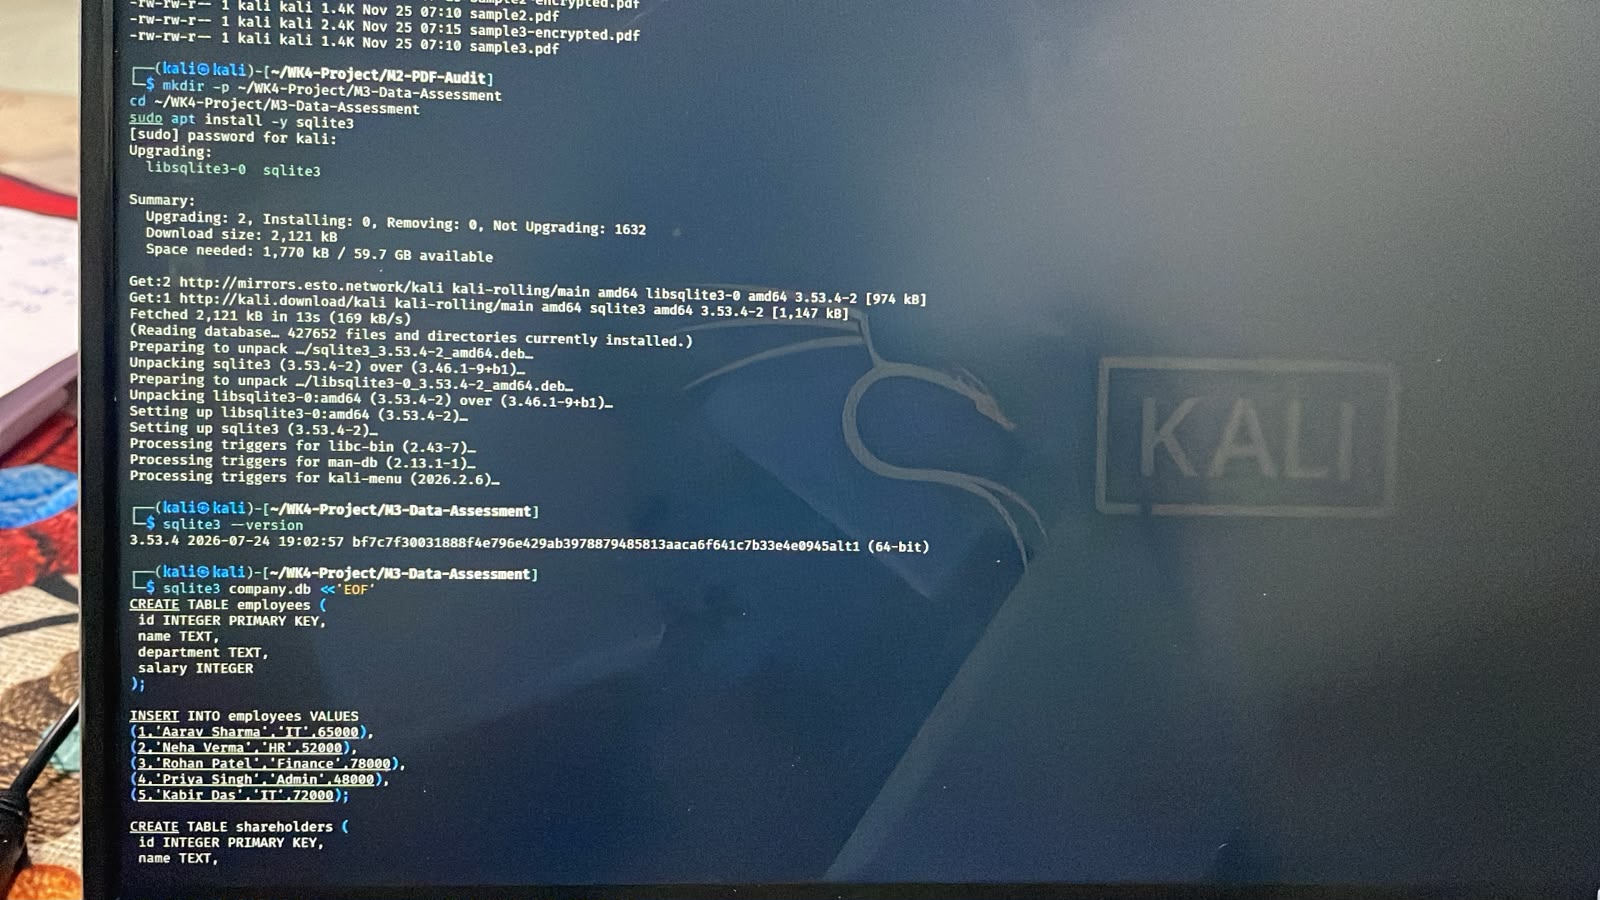 -rw-rw-r-- 1 kali kali 1.4K Nov 25 07:10 sample2.pdf
-rw-rw-r-- 1 kali kali 2.4K Nov 25 07:15 sample3-encrypted.pdf
-rw-rw-r-- 1 kali kali 1.4K Nov 25 07:10 sample3.pdf
┌──(kali㉿kali)-[~/WK4-Project/M2-PDF-Audit]
└─$ mkdir -p ~/WK4-Project/M3-Data-Assessment
cd ~/WK4-Project/M3-Data-Assessment
sudo apt install -y sqlite3
[sudo] password for kali:
Upgrading:
libsqlite3-0  sqlite3
Summary:
Upgrading: 2, Installing: 0, Removing: 0, Not Upgrading: 1632
Download size: 2,121 kB
Space needed: 1,770 kB / 59.7 GB available
Get:2 http://mirrors.esto.network/kali kali-rolling/main amd64 libsqlite3-0 amd64 3.53.4-2 [974 kB]
Get:1 http://kali.download/kali kali-rolling/main amd64 sqlite3 amd64 3.53.4-2 [1,147 kB]
Fetched 2,121 kB in 13s (169 kB/s)
(Reading database… 427652 files and directories currently installed.)
Preparing to unpack …/sqlite3_3.53.4-2_amd64.deb…
Unpacking sqlite3 (3.53.4-2) over (3.46.1-9+b1)…
Preparing to unpack …/libsqlite3-0_3.53.4-2_amd64.deb…
Unpacking libsqlite3-0:amd64 (3.53.4-2) over (3.46.1-9+b1)…
Setting up libsqlite3-0:amd64 (3.53.4-2)…
Setting up sqlite3 (3.53.4-2)…
Processing triggers for libc-bin (2.43-7)…
Processing triggers for man-db (2.13.1-1)…
Processing triggers for kali-menu (2026.2.6)…
┌──(kali㉿kali)-[~/WK4-Project/M3-Data-Assessment]
└─$ sqlite3 --version
3.53.4 2026-07-24 19:02:57 bf7c7f30031888f4e796e429ab3978879485813aaca6f641c7b33e4e0945alt1 (64-bit)
┌──(kali㉿kali)-[~/WK4-Project/M3-Data-Assessment]
└─$ sqlite3 company.db <<'EOF'
CREATE TABLE employees (
id INTEGER PRIMARY KEY,
name TEXT,
department TEXT,
salary INTEGER
);
INSERT INTO employees VALUES
(1,'Aarav Sharma','IT',65000),
(2,'Neha Verma','HR',52000),
(3,'Rohan Patel','Finance',78000),
(4,'Priya Singh','Admin',48000),
(5,'Kabir Das','IT',72000);
CREATE TABLE shareholders (
id INTEGER PRIMARY KEY,
name TEXT,
KALI